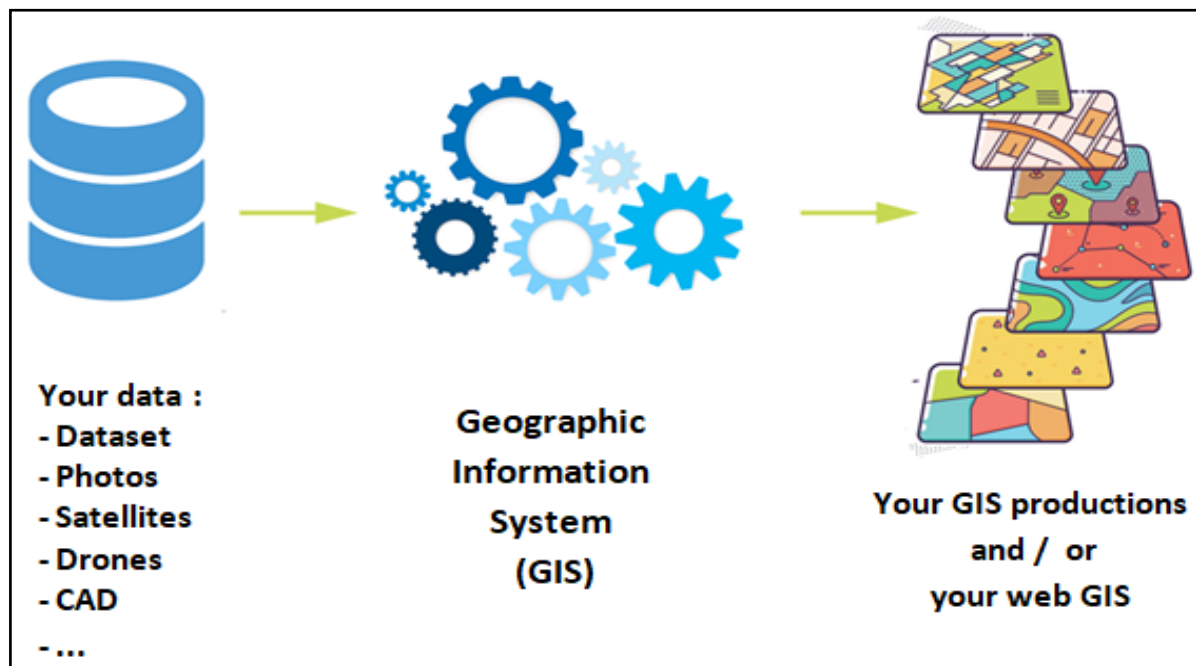 Your data :
- Dataset
- Photos
- Satellites
- Drones
- CAD
- ...
Geographic
Information
System
(GIS)
Your GIS productions
and / or
your web GIS